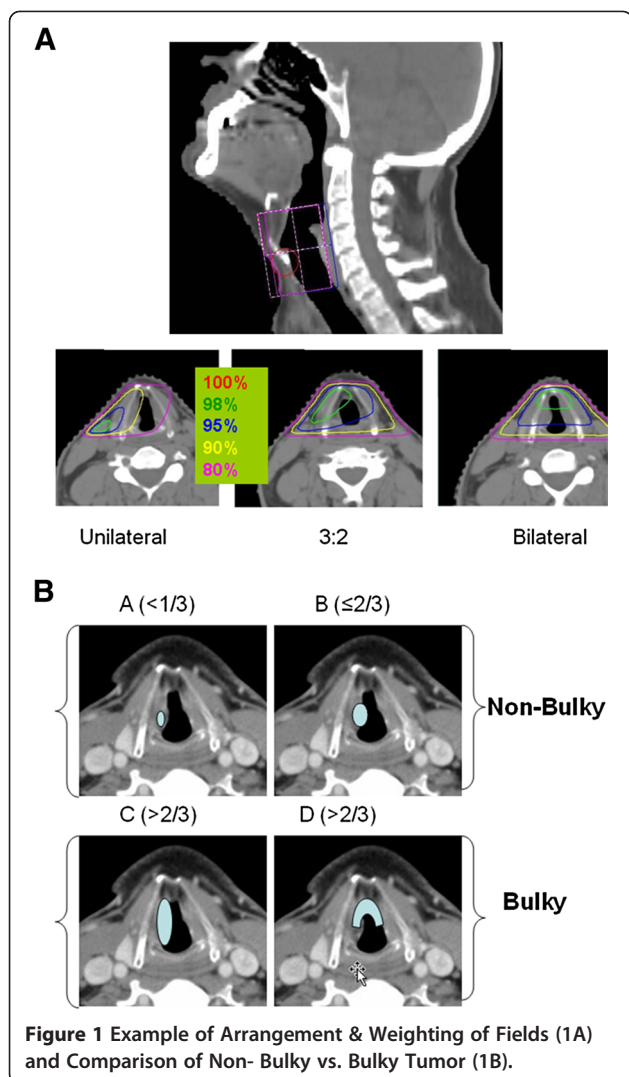 A
100%
98%
95%
90%
80%
Unilateral 3:2 Bilateral
B
A (<1/3) B (≤2/3)
Non-Bulky
C (>2/3) D (>2/3)
Bulky
Figure 1 Example of Arrangement & Weighting of Fields (1A)
and Comparison of Non- Bulky vs. Bulky Tumor (1B).